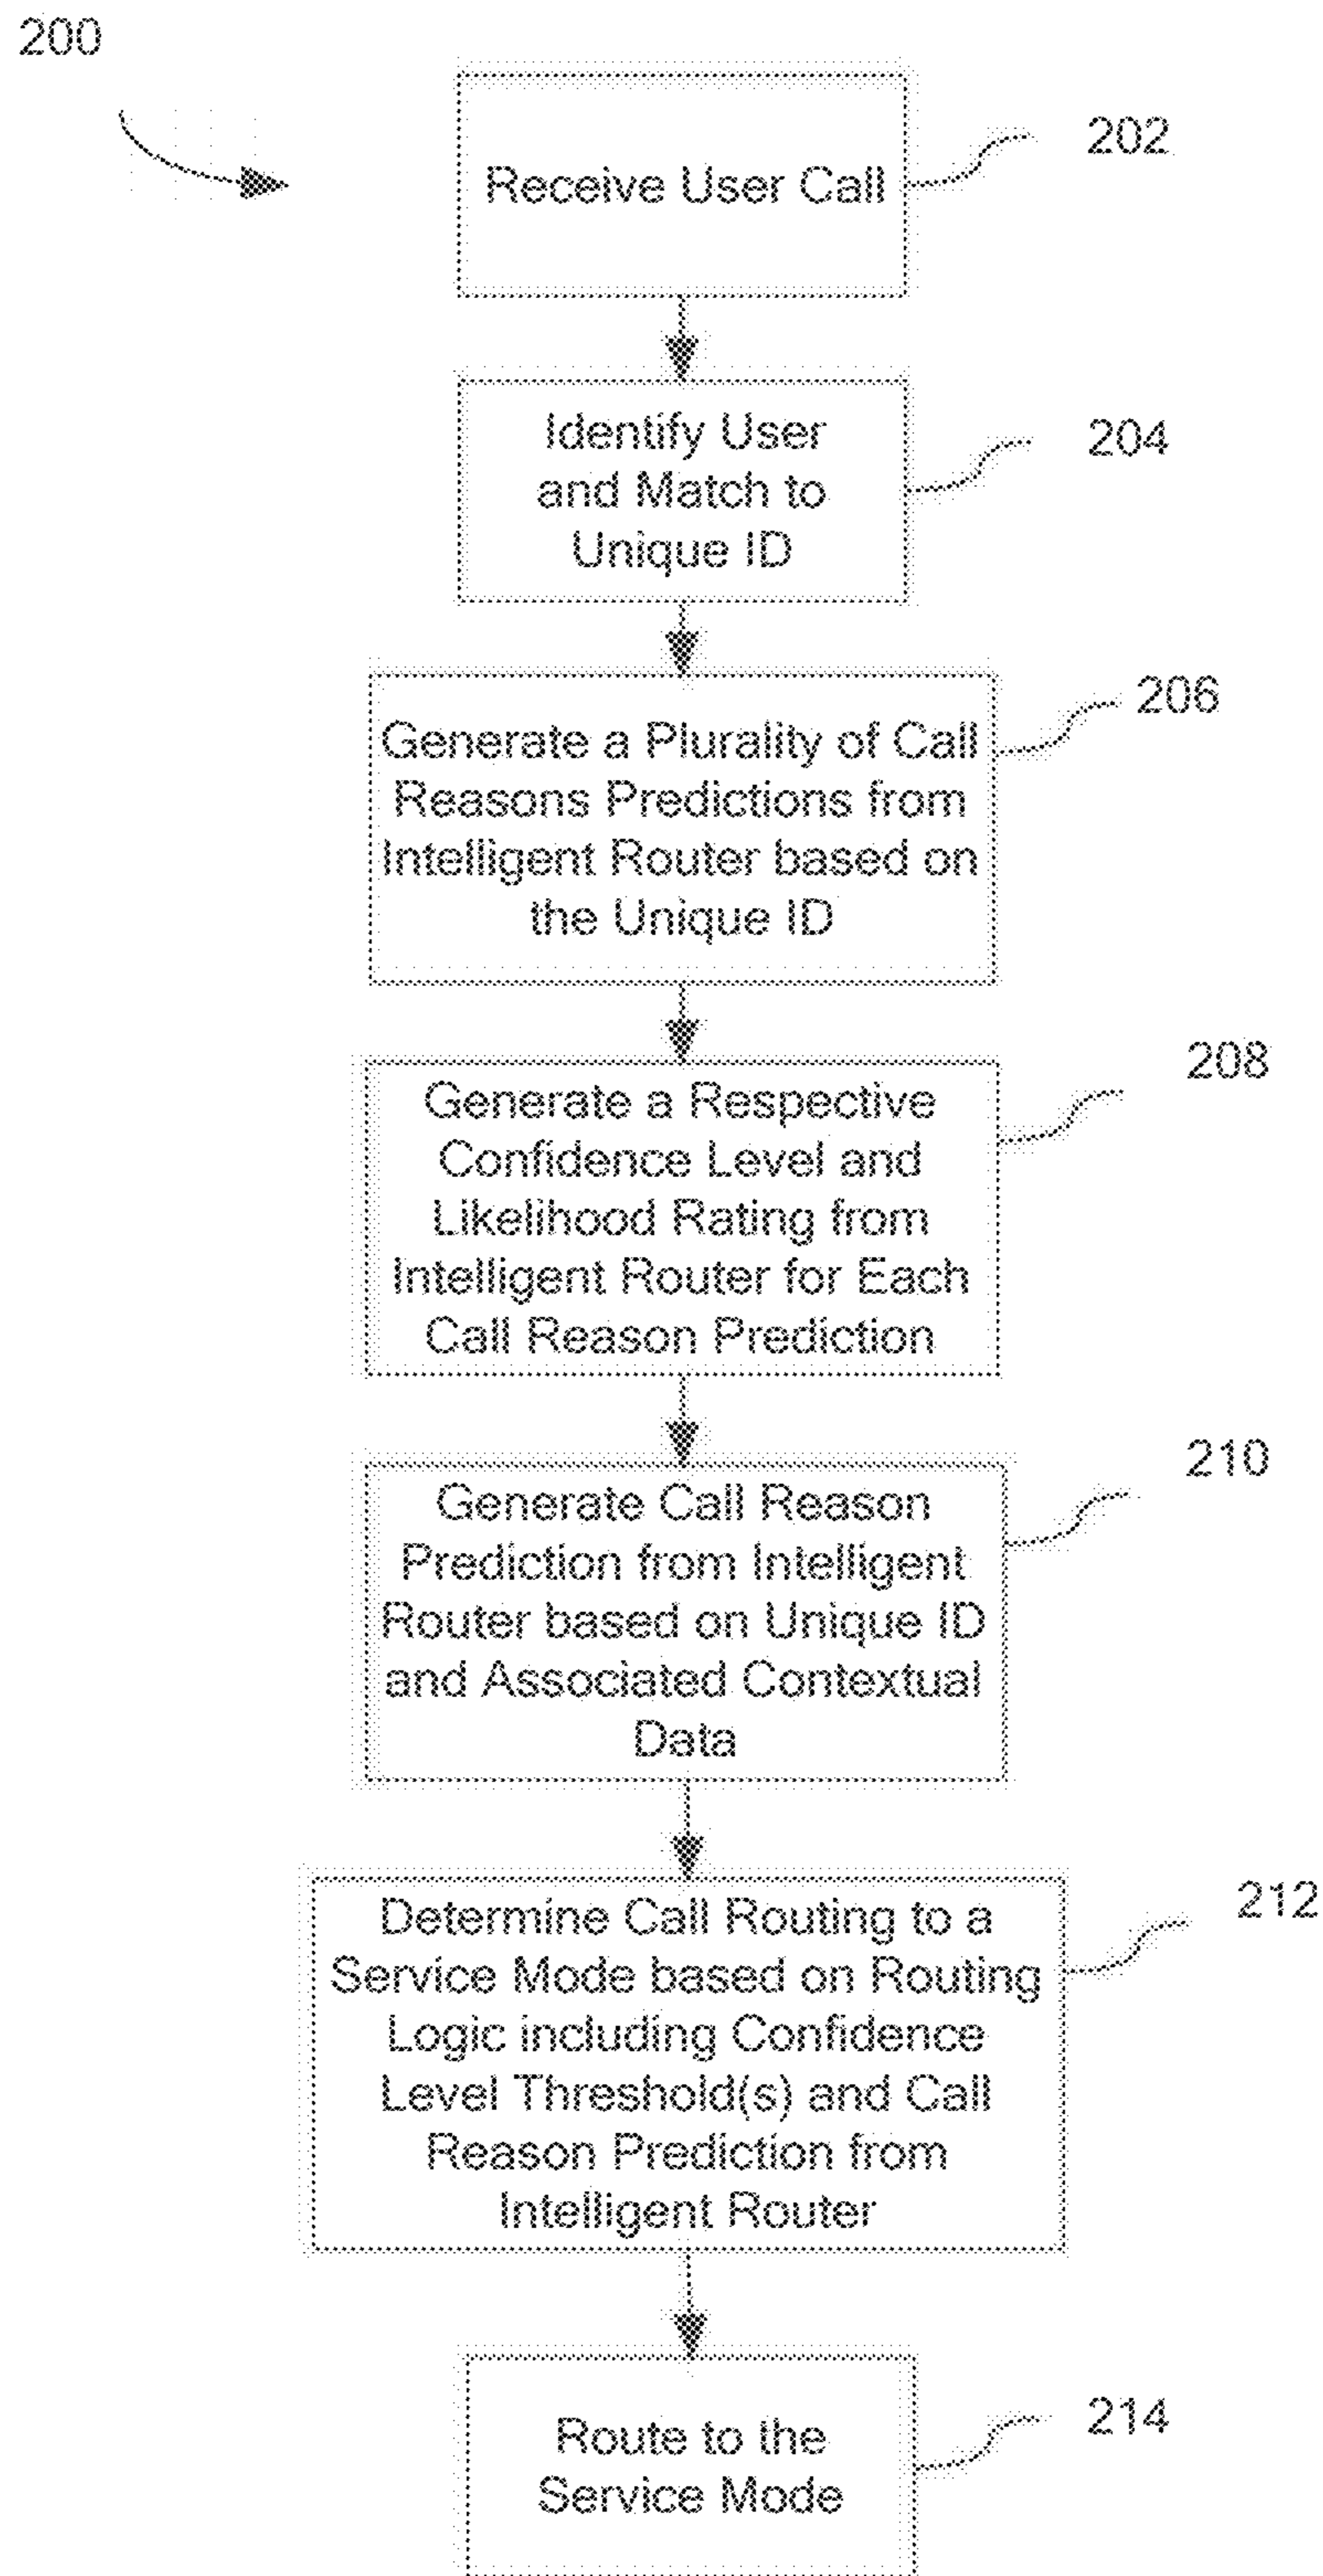 200
202
Receive User Call
204
Identify User
and Match to
Unique ID
206
Generate a Plurality of Call
Reasons Predictions from
Intelligent Router based on
the Unique ID
208
Generate a Respective
Confidence Level and
Likelihood Rating from
Intelligent Router for Each
Call Reason Prediction
210
Generate Call Reason
Prediction from Intelligent
Router based on Unique ID
and Associated Contextual
Data
212
Determine Call Routing to a
Service Mode based on Routing
Logic including Confidence
Level Threshold(s) and Call
Reason Prediction from
Intelligent Router
214
Route to the
Service Mode